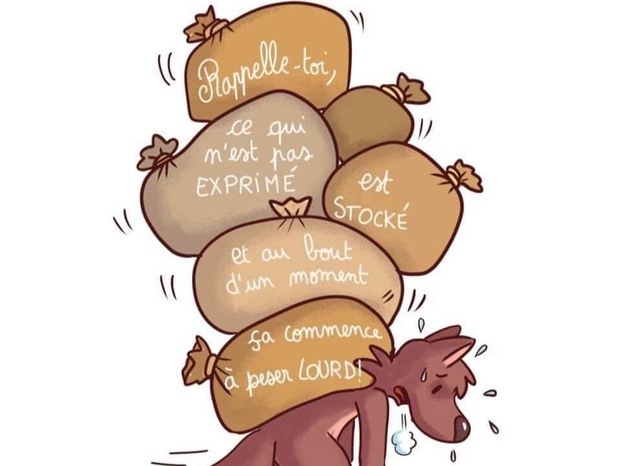 Rappelle-toi,
ce qui
n'est pas
EXPRIMÉ
est
STOCKÉ
et au bout
d'un moment
ça commence
à peser LOURD!